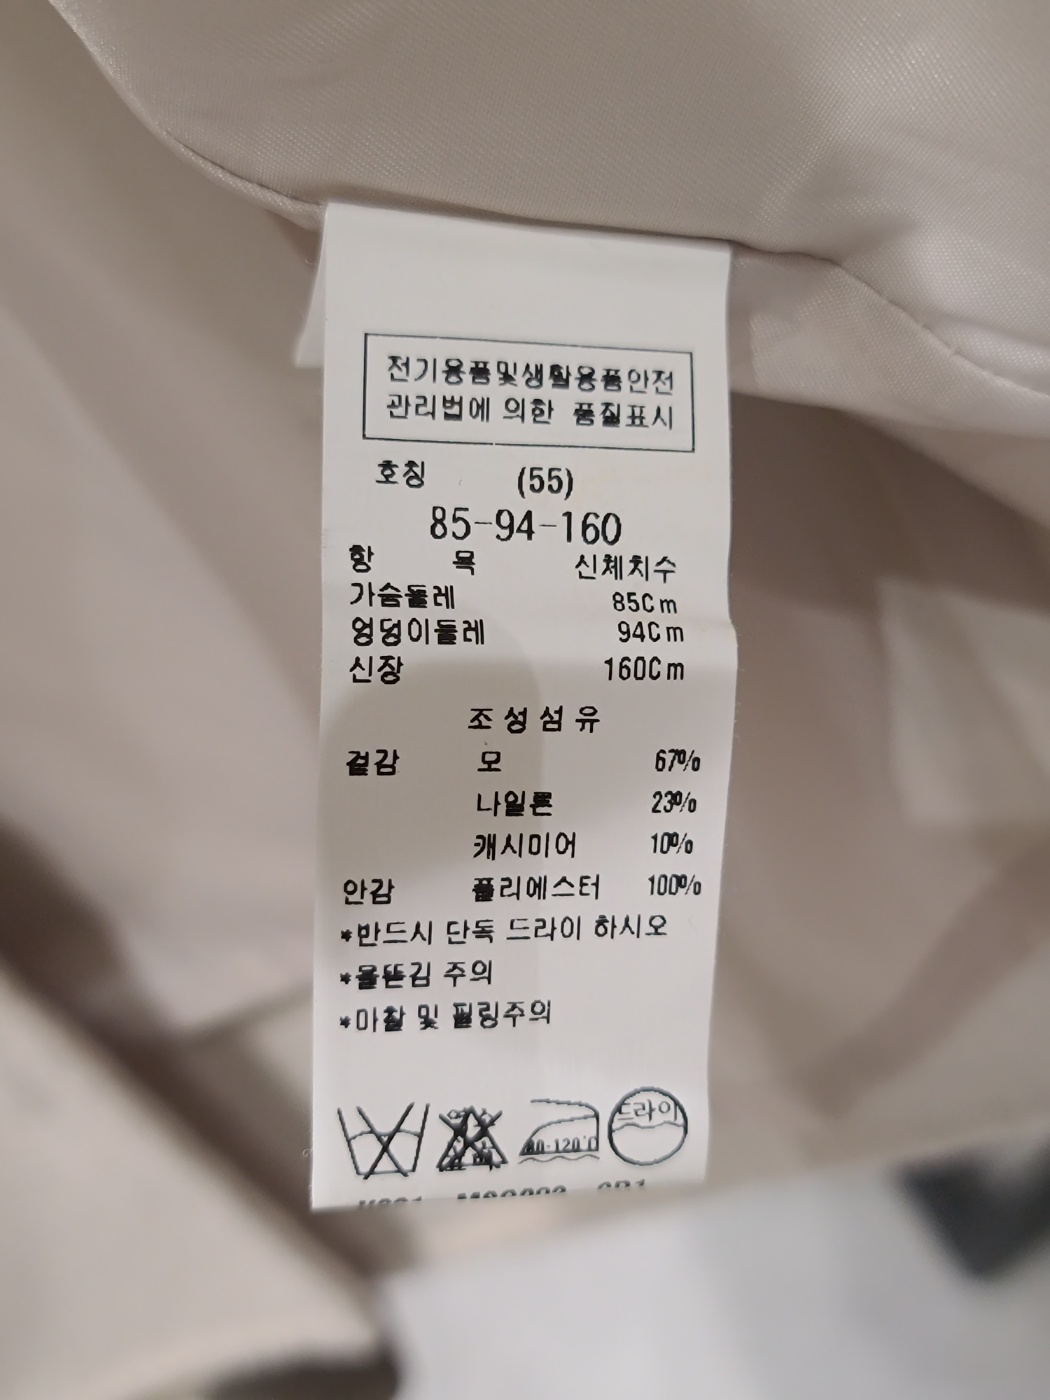 전기용품및생활용품안전
관리법에 의한 품질표시
호칭 (55)
85-94-160
항 목 신체치수
가슴둘레 85Cm
엉덩이둘레 94Cm
신장 160Cm
조성섬유
겉감 모 67%
나일론 23%
캐시미어 10%
안감 폴리에스터 100%
*반드시 단독 드라이 하시오
*올뜯김 주의
*마찰 및 필링주의
80-120℃ 드라이